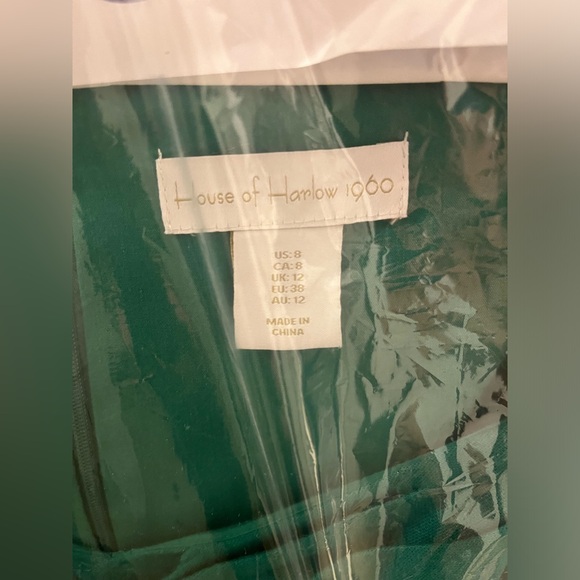 House of Harlow 1960
US: 8
CA: 8
UK: 12
EU: 38
AU: 12
MADE IN
CHINA